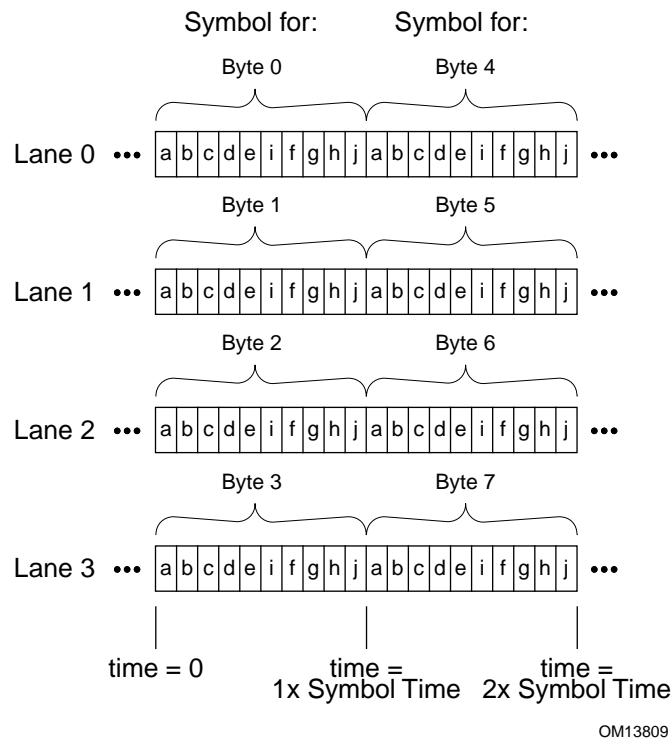 Symbol for: Symbol for:
Byte 0 Byte 4
Lane 0 ••• a b c d e i f g h j a b c d e i f g h j •••
Byte 1 Byte 5
Lane 1 ••• a b c d e i f g h j a b c d e i f g h j •••
Byte 2 Byte 6
Lane 2 ••• a b c d e i f g h j a b c d e i f g h j •••
Byte 3 Byte 7
Lane 3 ••• a b c d e i f g h j a b c d e i f g h j •••
time = 0 time = time =
1x Symbol Time 2x Symbol Time
OM13809